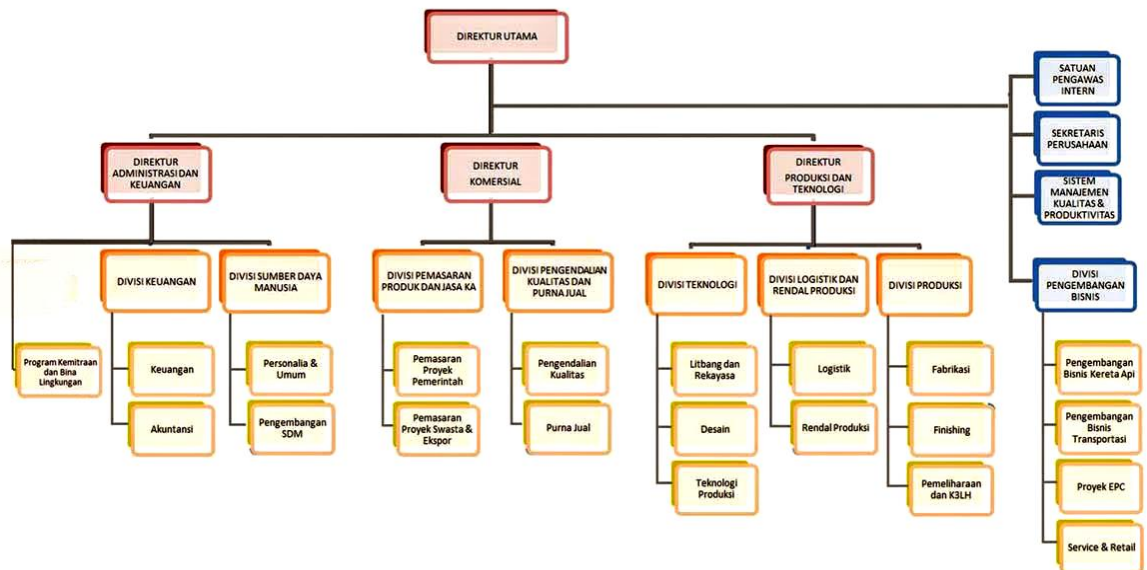 DIREKTUR UTAMA
SATUAN
PENGAWAS
INTERN
SEKRETARIS
PERUSAHAAN
SISTEM
MANAJEMEN
KUALITAS &
PRODUKTIVITAS
DIREKTUR
ADMINISTRASI DAN
KEUANGAN
DIREKTUR
KOMERSIAL
DIREKTUR
PRODUKSI DAN
TEKNOLOGI
DIVISI KEUANGAN
DIVISI SUMBER DAYA
MANUSIA
DIVISI PEMASARAN
PRODUK DAN JASA KA
DIVISI PENGENDALIAN
KUALITAS DAN
PURNA JUAL
DIVISI TEKNOLOGI
DIVISI LOGISTIK DAN
RENDAL PRODUKSI
DIVISI PRODUKSI
DIVISI
PENGEMBANGAN
BISNIS
Program Kemitraan
dan Bina
Lingkungan
Keuangan
Akuntansi
Personalia &
Umum
Pengembangan
SDM
Pemasaran
Proyek
Pemerintah
Pemasaran
Proyek Swasta &
Ekspor
Pengendalian
Kualitas
Purna Jual
Litbang dan
Rekayasa
Desain
Teknologi
Produksi
Logistik
Rendal Produksi
Fabrikasi
Finishing
Pemeliharaan
dan K3LH
Pengembangan
Bisnis Kereta Api
Pengembangan
Bisnis
Transportasi
Proyek EPC
Service & Retail